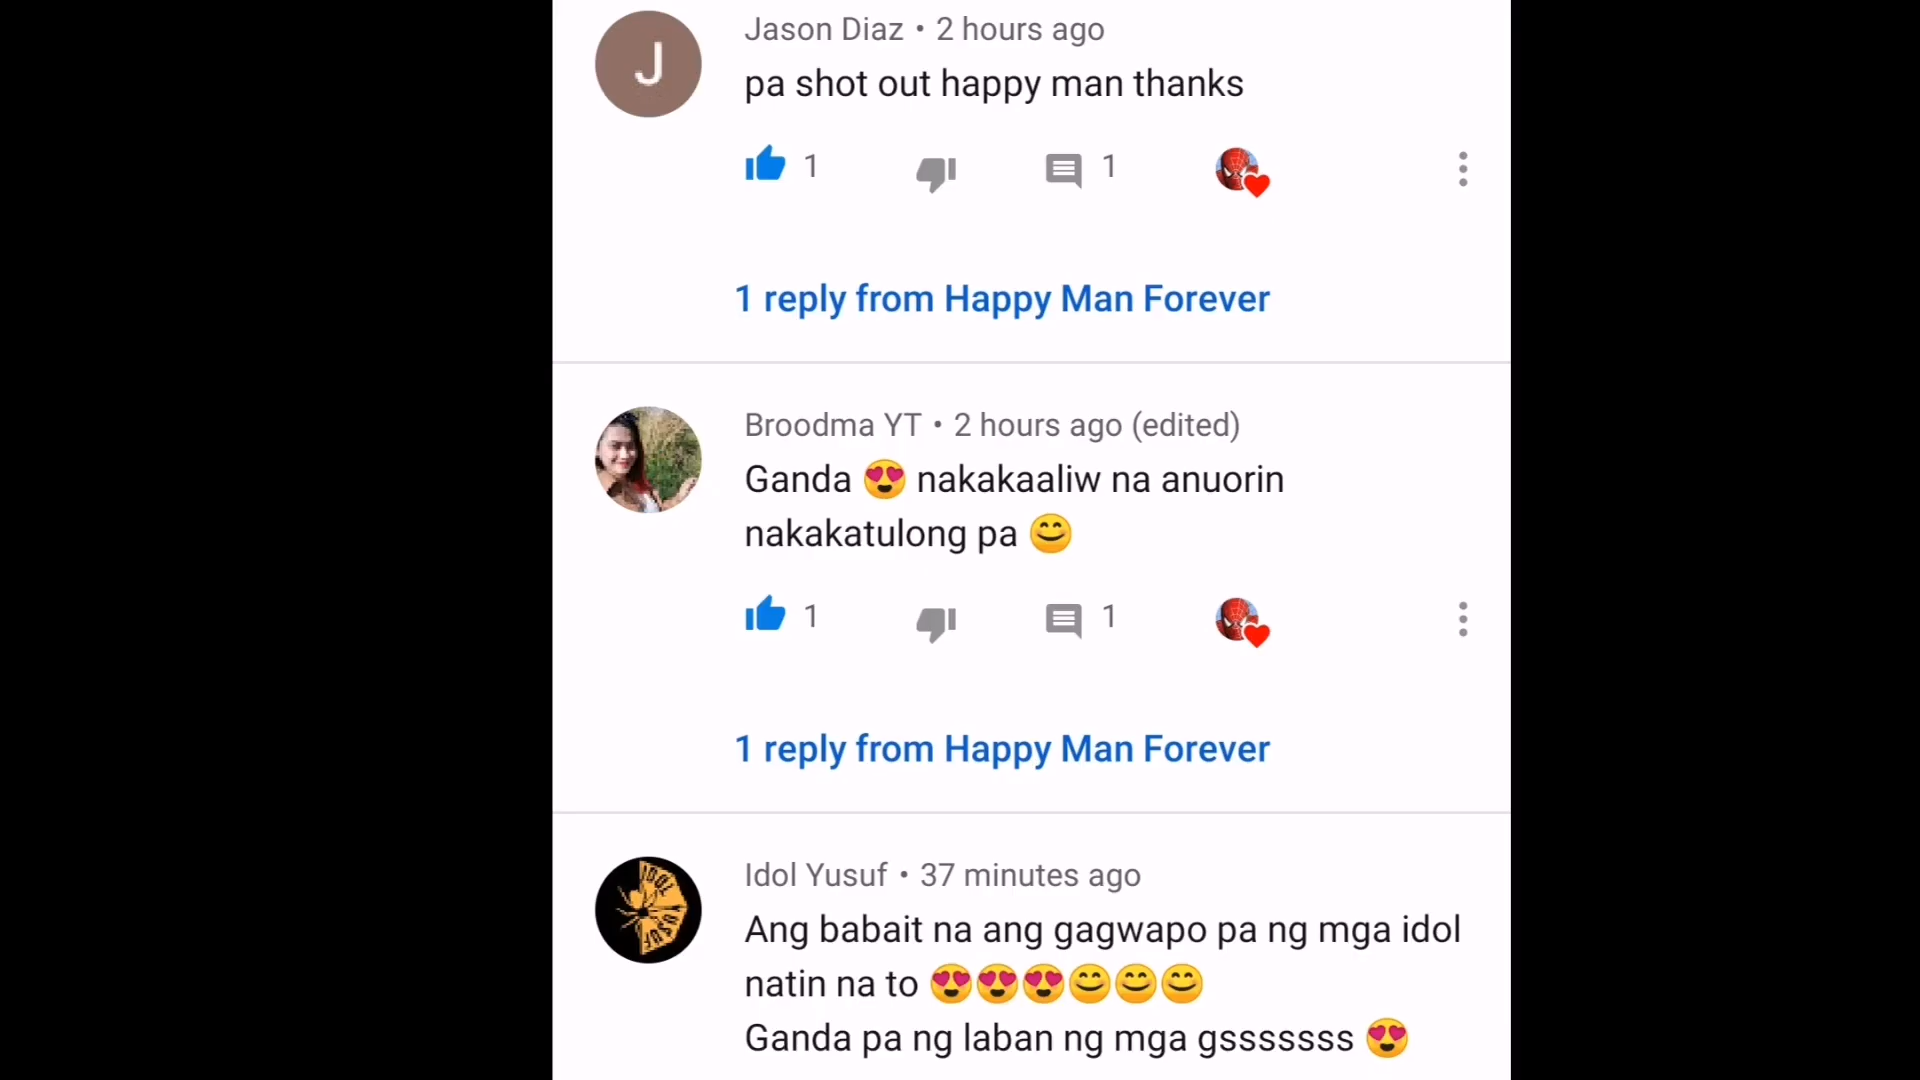 J
Jason Diaz • 2 hours ago
pa shot out happy man thanks
1 1
1 reply from Happy Man Forever
Broodma YT • 2 hours ago (edited)
Ganda 😍 nakakaaliw na anuorin
nakakatulong pa 😊
1 1
1 reply from Happy Man Forever
IDOL YUSUF
Idol Yusuf • 37 minutes ago
Ang babait na ang gagwapo pa ng mga idol
natin na to 😍😍😍😊😊😊
Ganda pa ng laban ng mga gsssssss 😍